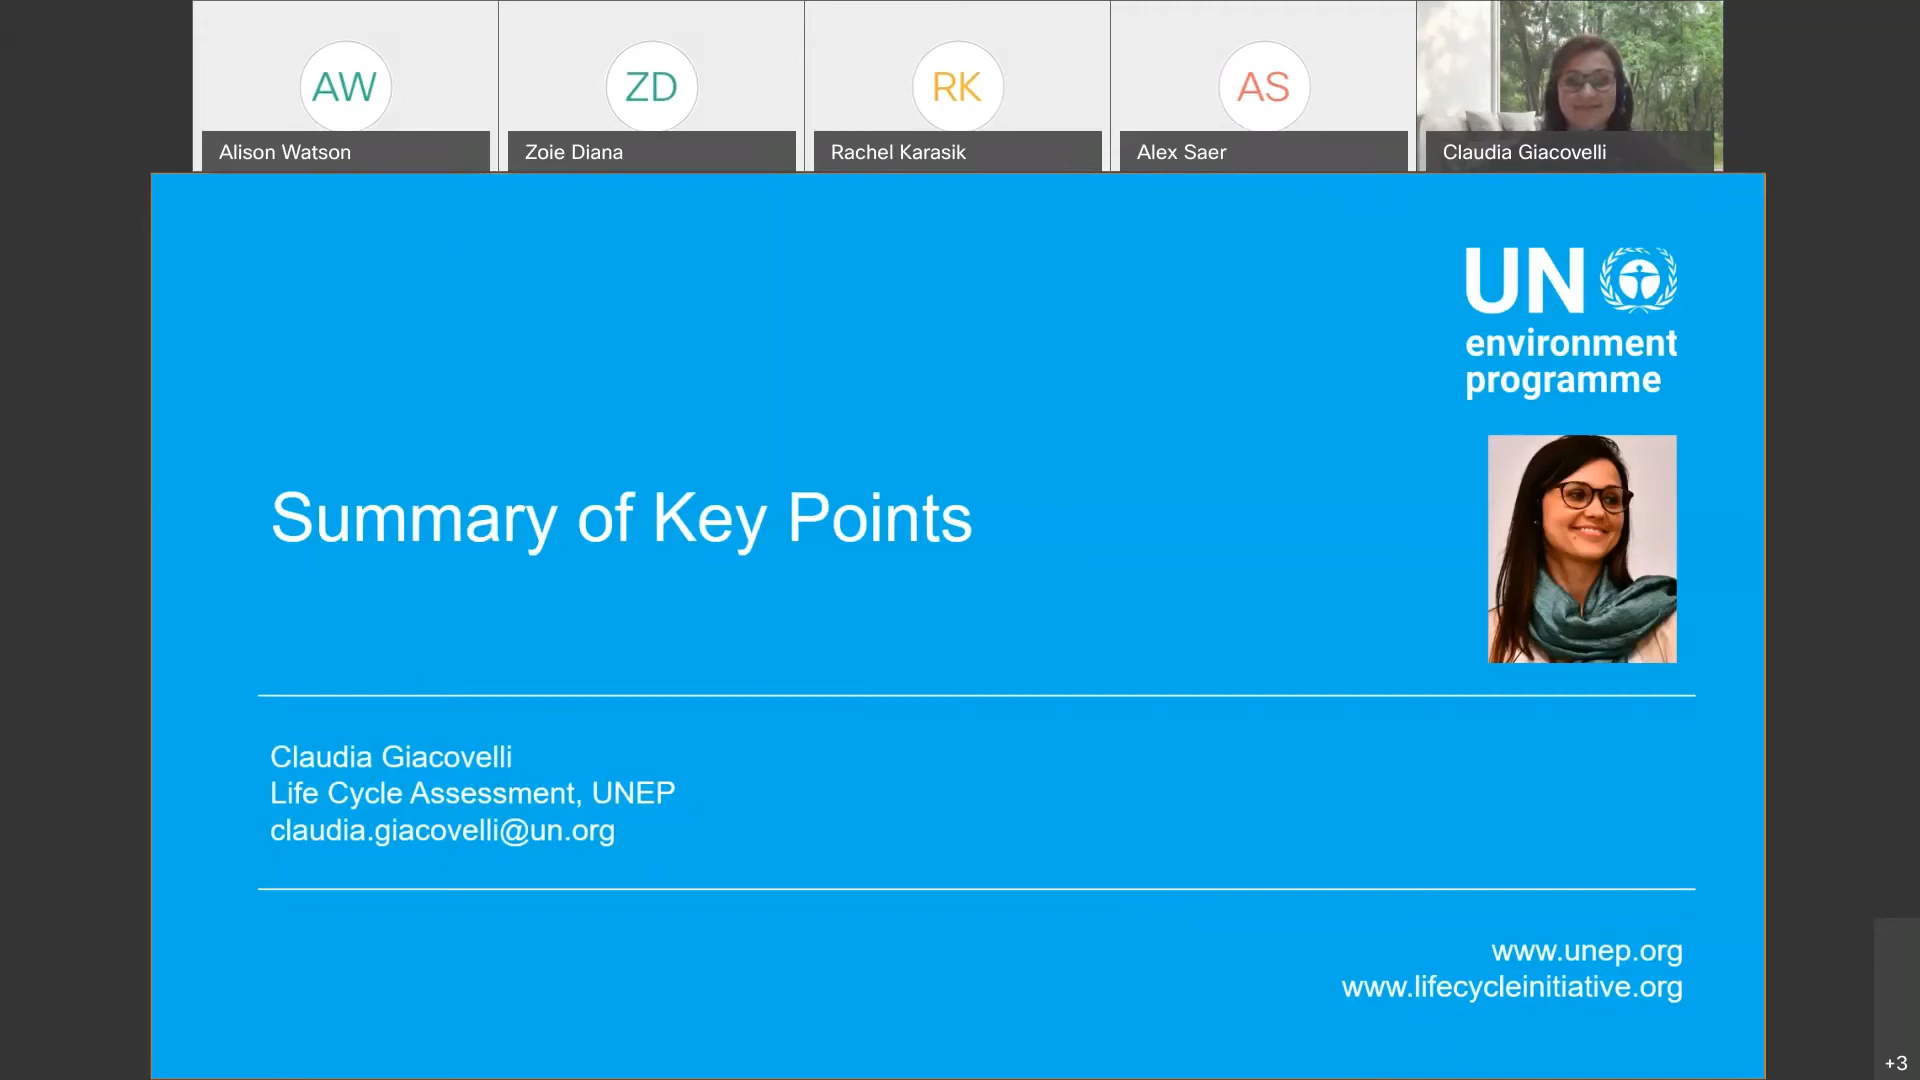 AW
ZD
RK
AS
Alison Watson
Zoie Diana
Rachel Karasik
Alex Saer
Claudia Giacovelli
UN
environment
programme
Summary of Key Points
Claudia Giacovelli
Life Cycle Assessment, UNEP
claudia.giacovelli@un.org
www.unep.org
www.lifecycleinitiative.org
+3